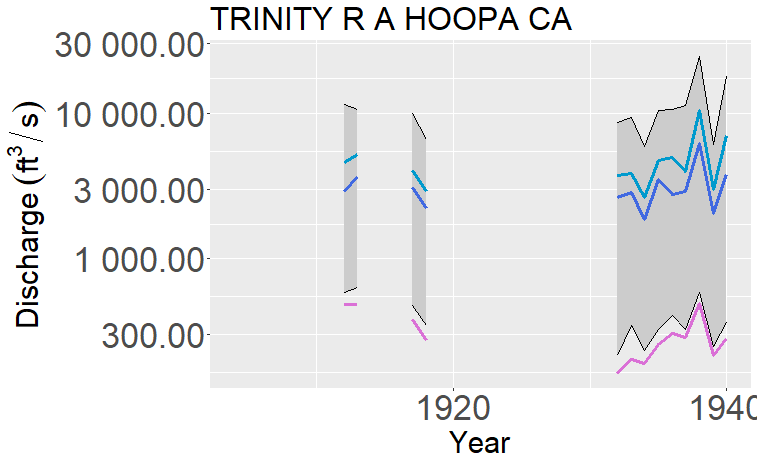 TRINITY R A HOOPA CA
Discharge (ft³/s)
30 000.00
10 000.00
3 000.00
1 000.00
300.00
1920
1940
Year